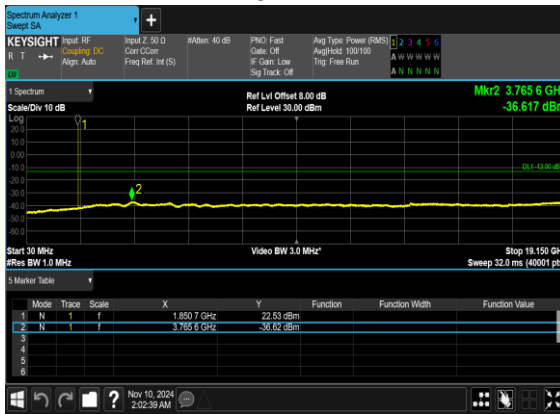 Spectrum Analyzer 1
Swept SA
+
KEYSIGHT Input: RF Input Z: 50 Ω #Atten: 40 dB PNO: Fast Avg Type: Power (RMS) 1 2 3 4 5 6
R T Coupling: DC Corr CCorr Gate: Off Avg|Hold: 100/100 A W W W W W
Align: Auto Freq Ref: Int (S) IF Gain: Low Trig: Free Run
Sig Track: Off A N N N N N
1 Spectrum
Scale/Div 10 dB
Ref Lvl Offset 8.00 dB
Ref Level 30.00 dBm
Mkr2 3.765 6 GH
-36.617 dBr
Log
20.0
10.0
0.00
-10.0
-20.0
-30.0
-40.0
-50.0
-60.0
1
2
DL1 -13.00 dB
Start 30 MHz Video BW 3.0 MHz* Stop 19.150 GH
#Res BW 1.0 MHz Sweep 32.0 ms (40001 pt
5 Marker Table
Mode Trace Scale X Y Function Function Width Function Value
1 N 1 f 1.850 7 GHz 22.53 dBm
2 N 1 f 3.765 6 GHz -36.62 dBm
3
4
5
6
? Nov 10, 2024
2:02:39 AM